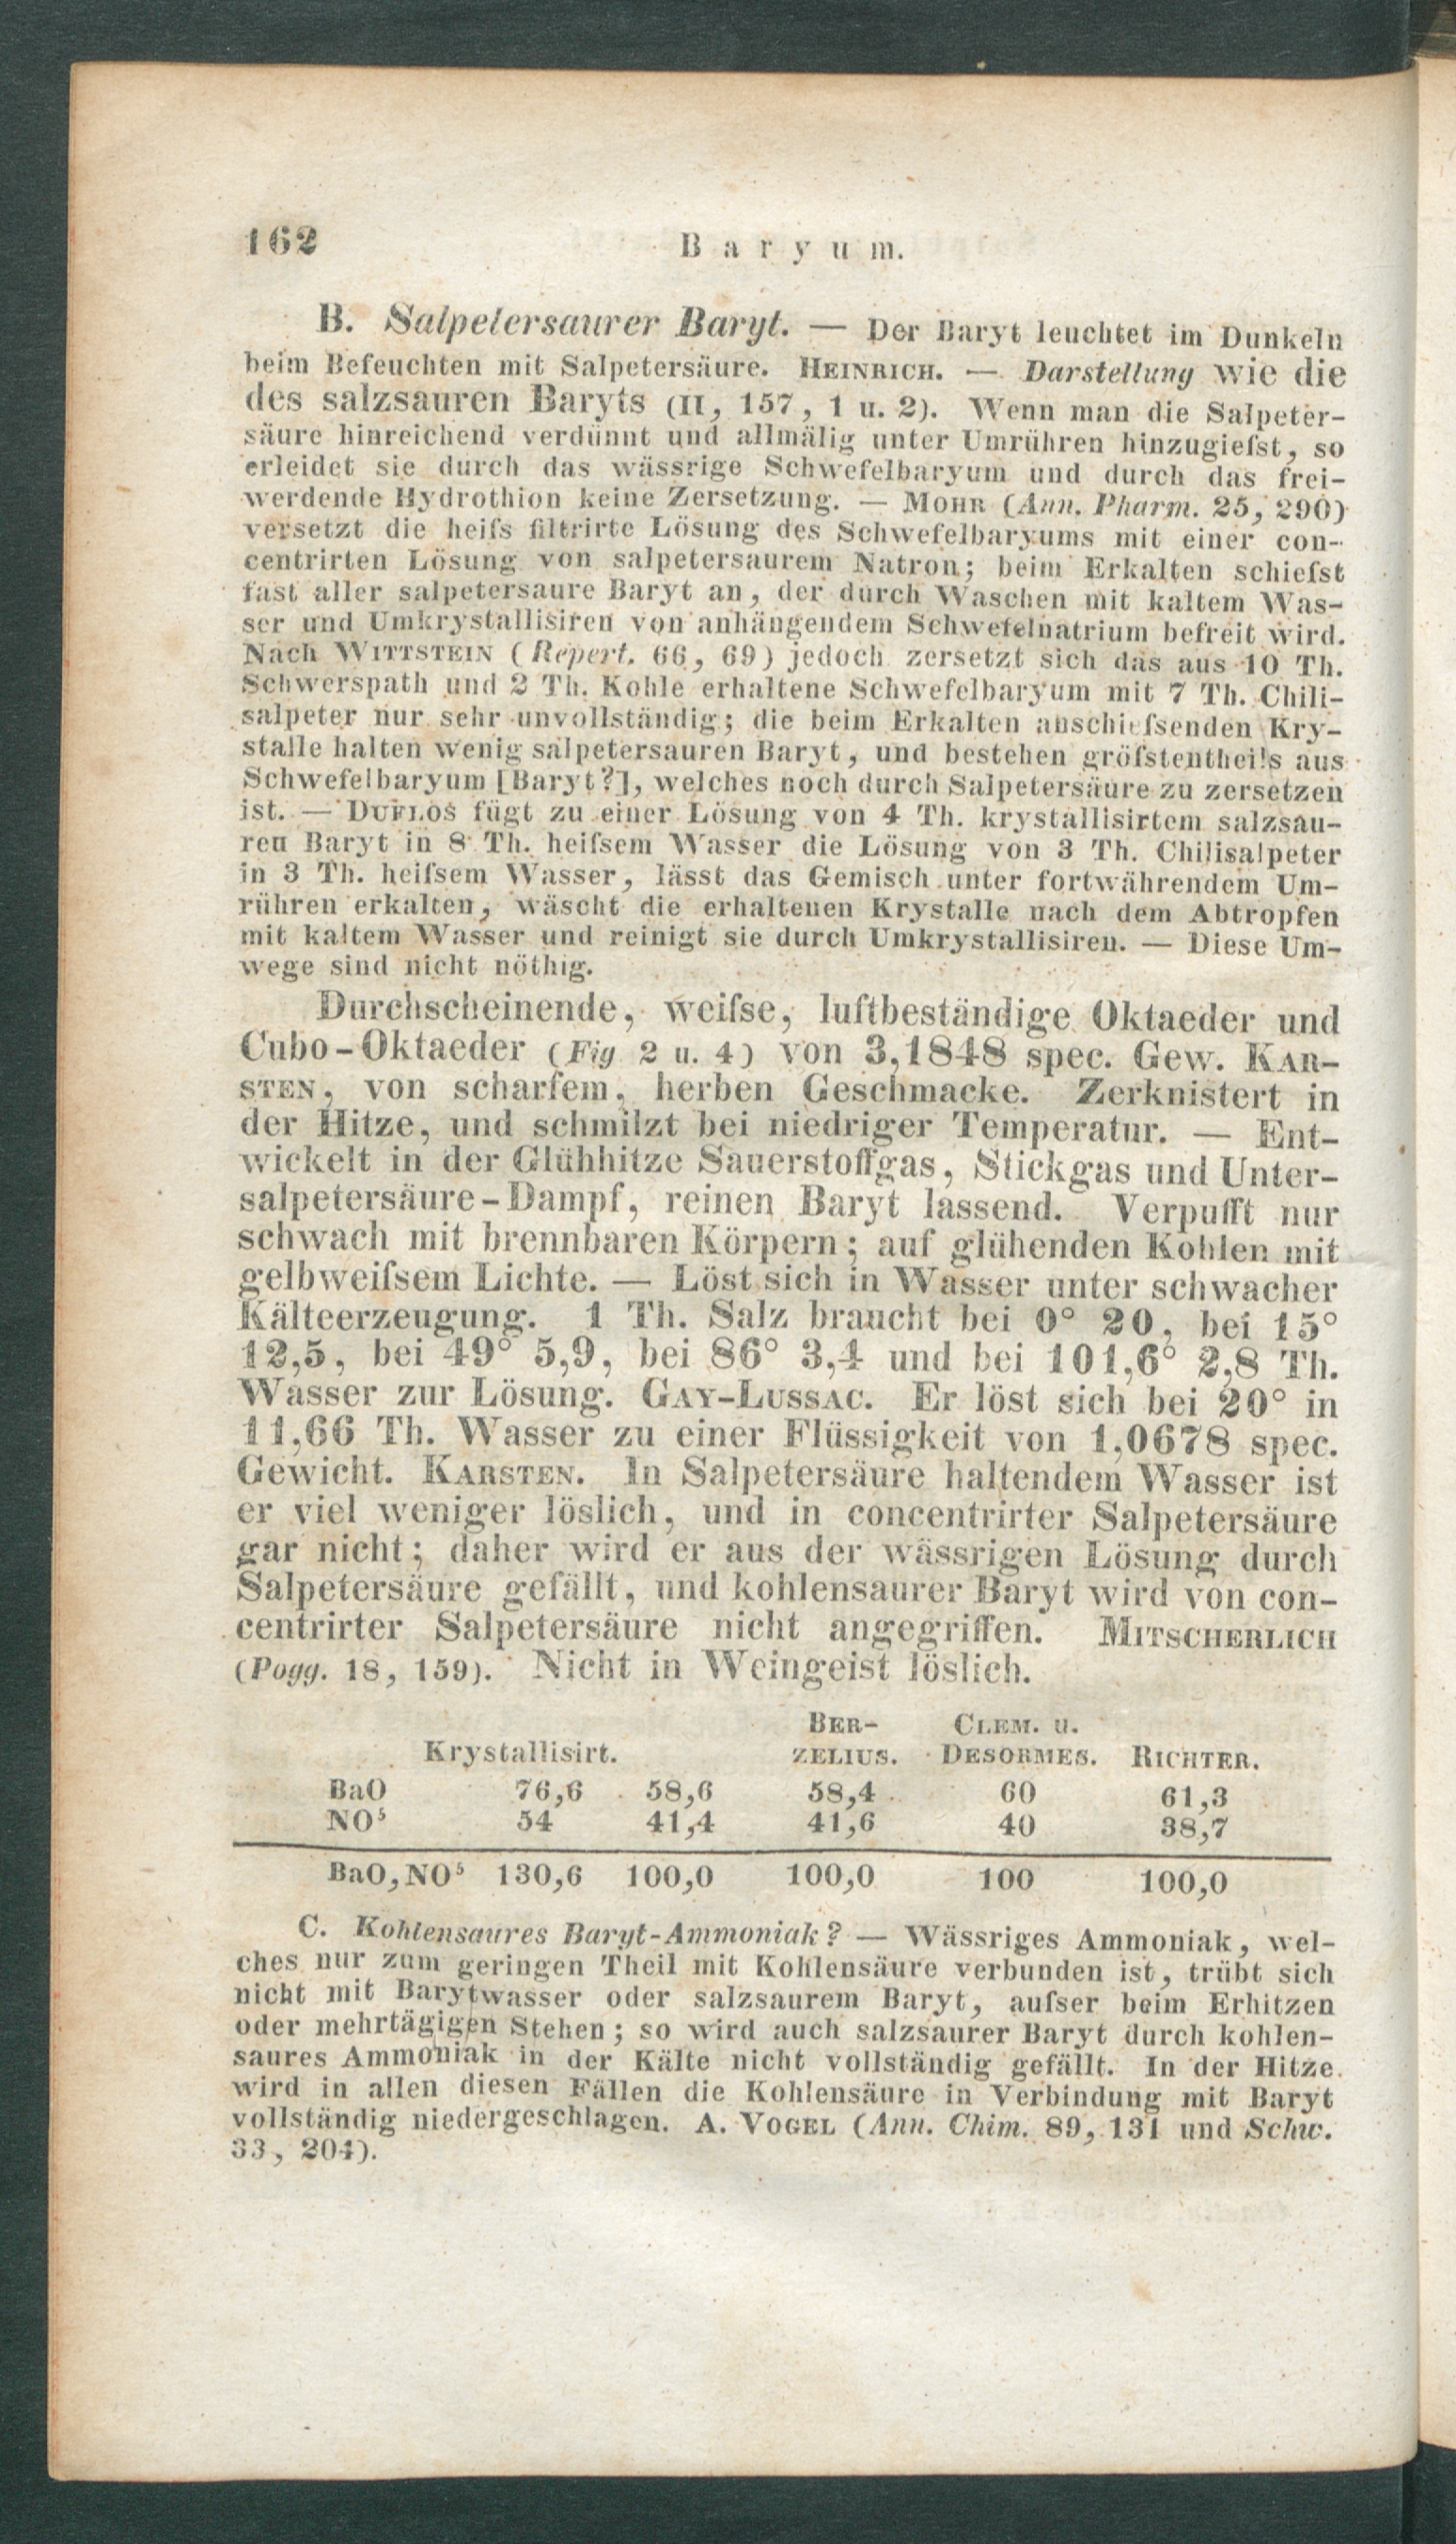 162
Baryum.
B. Salpetersaurer Baryt. — Der Baryt leuchtet im Dunkeln
beim Befeuchten mit Salpetersäure. HEINRICH. — Darstellung wie die
des salzsauren Baryts (II, 157, 1 u. 2). Wenn man die Salpeter-
säure hinreichend verdünnt und allmälig unter Umrühren hinzugieſst, so
erleidet sie durch das wässrige Schwefelbaryum und durch das frei-
werdende Hydrothion keine Zersetzung. — MOHR (Ann. Pharm. 25, 290)
versetzt die heiſs filtrirte Lösung des Schwefelbaryums mit einer con-
centrirten Lösung von salpetersaurem Natron; beim Erkalten schieſst
fast aller salpetersaure Baryt an, der durch Waschen mit kaltem Was-
ser und Umkrystallisiren von anhängendem Schwefelnatrium befreit wird.
Nach WITTSTEIN (Repert. 66, 69) jedoch zersetzt sich das aus 10 Th.
Schwerspath und 2 Th. Kohle erhaltene Schwefelbaryum mit 7 Th. Chili-
salpeter nur sehr unvollständig; die beim Erkalten anschieſsenden Kry-
stalle halten wenig salpetersauren Baryt, und bestehen gröſstentheils aus
Schwefelbaryum [Baryt?], welches noch durch Salpetersäure zu zersetzen
ist. — DUFLOS fügt zu einer Lösung von 4 Th. krystallisirtem salzsau-
ren Baryt in 8 Th. heiſsem Wasser die Lösung von 3 Th. Chilisalpeter
in 3 Th. heiſsem Wasser, lässt das Gemisch unter fortwährendem Um-
rühren erkalten, wäscht die erhaltenen Krystalle nach dem Abtropfen
mit kaltem Wasser und reinigt sie durch Umkrystallisiren. — Diese Um-
wege sind nicht nöthig.
Durchscheinende, weiſse, luftbeständige Oktaeder und
Cubo-Oktaeder (Fig 2 u. 4) von 3,1848 spec. Gew. KAR-
STEN, von scharfem, herben Geschmacke. Zerknistert in
der Hitze, und schmilzt bei niedriger Temperatur. — Ent-
wickelt in der Glühhitze Sauerstoffgas, Stickgas und Unter-
salpetersäure-Dampf, reinen Baryt lassend. Verpufft nur
schwach mit brennbaren Körpern; auf glühenden Kohlen mit
gelbweiſsem Lichte. — Löst sich in Wasser unter schwacher
Kälteerzeugung. 1 Th. Salz braucht bei 0° 20, bei 15°
12,5, bei 49° 5,9, bei 86° 3,4 und bei 101,6° 2,8 Th.
Wasser zur Lösung. GAY-LUSSAC. Er löst sich bei 20° in
11,66 Th. Wasser zu einer Flüssigkeit von 1,0678 spec.
Gewicht. KARSTEN. In Salpetersäure haltendem Wasser ist
er viel weniger löslich, und in concentrirter Salpetersäure
gar nicht; daher wird er aus der wässrigen Lösung durch
Salpetersäure gefällt, und kohlensaurer Baryt wird von con-
centrirter Salpetersäure nicht angegriffen. MITSCHERLICH
(Pogg. 18, 159). Nicht in Weingeist löslich.
BER- CLEM. u.
Krystallisirt. ZELIUS. DESORMES. RICHTER.
BaO 76,6 58,6 58,4 60 61,3
NO⁵ 54 41,4 41,6 40 38,7
BaO,NO⁵ 130,6 100,0 100,0 100 100,0
C. Kohlensaures Baryt-Ammoniak? — Wässriges Ammoniak, wel-
ches nur zum geringen Theil mit Kohlensäure verbunden ist, trübt sich
nicht mit Barytwasser oder salzsaurem Baryt, auſser beim Erhitzen
oder mehrtägigen Stehen; so wird auch salzsaurer Baryt durch kohlen-
saures Ammoniak in der Kälte nicht vollständig gefällt. In der Hitze
wird in allen diesen Fällen die Kohlensäure in Verbindung mit Baryt
vollständig niedergeschlagen. A. VOGEL (Ann. Chim. 89, 131 und Schw.
33, 204).